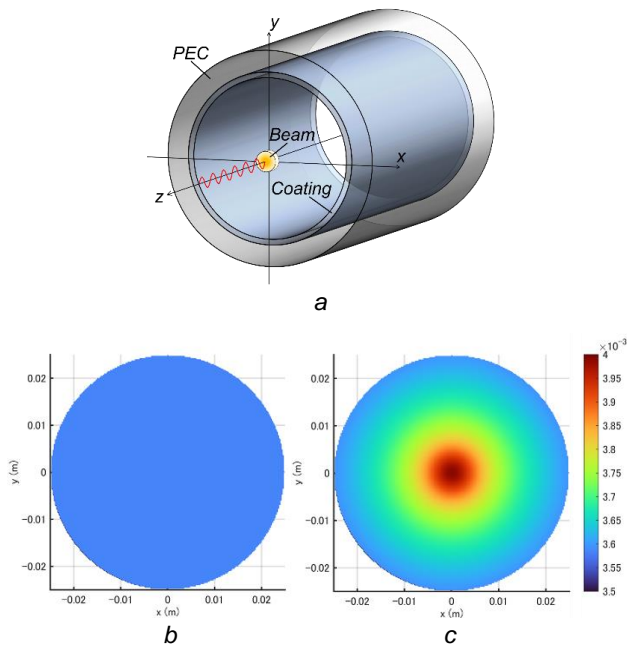 y
PEC
Beam
x
Coating
z
a
×10⁻³
y (m)
0.02
0.01
0
−0.01
−0.02
−0.02
−0.01
0
0.01
0.02
x (m)
b
y (m)
0.02
0.01
0
−0.01
−0.02
−0.02
−0.01
0
0.01
0.02
x (m)
c
4
3.95
3.9
3.85
3.8
3.75
3.7
3.65
3.6
3.55
3.5